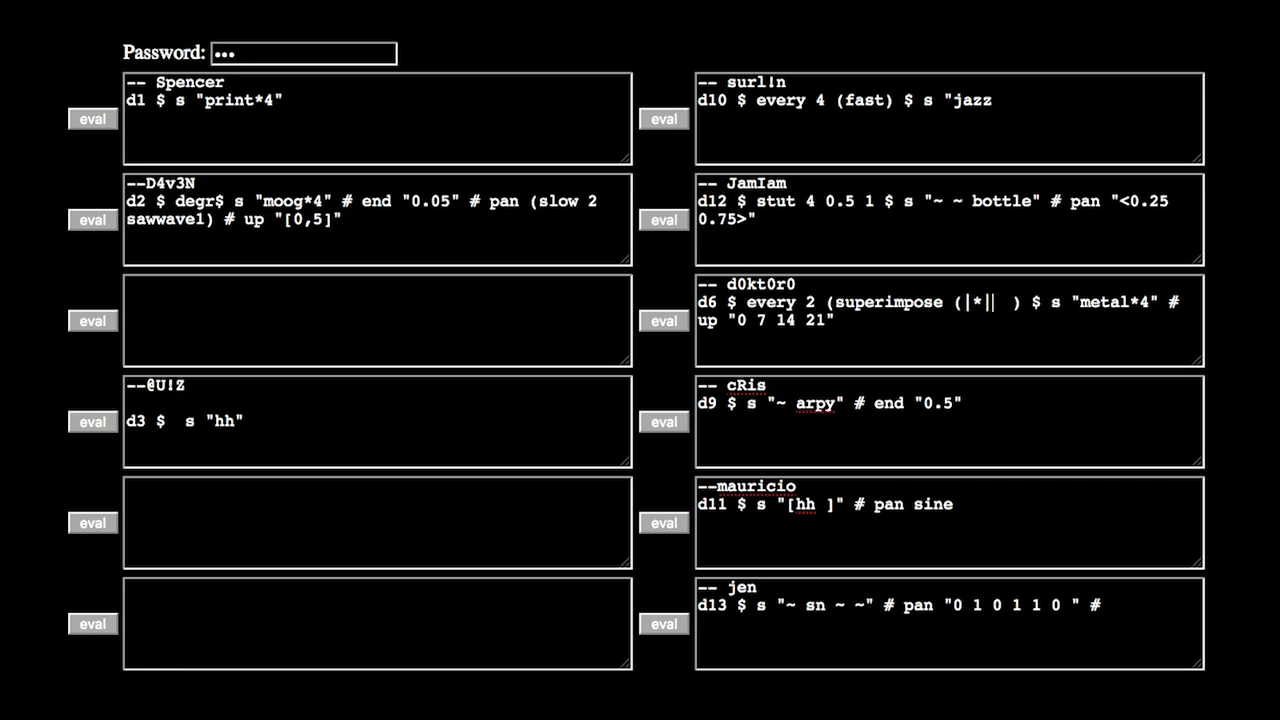 Password: •••
-- Spencer
d1 $ s "print*4"
eval
--D4v3N
d2 $ degr$ s "moog*4" # end "0.05" # pan (slow 2
sawwave1) # up "[0,5]"
eval
eval
--@U!Z
d3 $  s "hh"
eval
eval
eval
-- surl!n
d10 $ every 4 (fast) $ s "jazz
eval
-- JamIam
d12 $ stut 4 0.5 1 $ s "~ ~ bottle" # pan "<0.25
0.75>"
eval
-- d0kt0r0
d6 $ every 2 (superimpose (|*||  ) $ s "metal*4" #
up "0 7 14 21"
eval
-- cRis
d9 $ s "~ arpy" # end "0.5"
eval
--mauricio
d11 $ s "[hh ]" # pan sine
eval
-- jen
d13 $ s "~ sn ~ ~" # pan "0 1 0 1 1 0 " #
eval